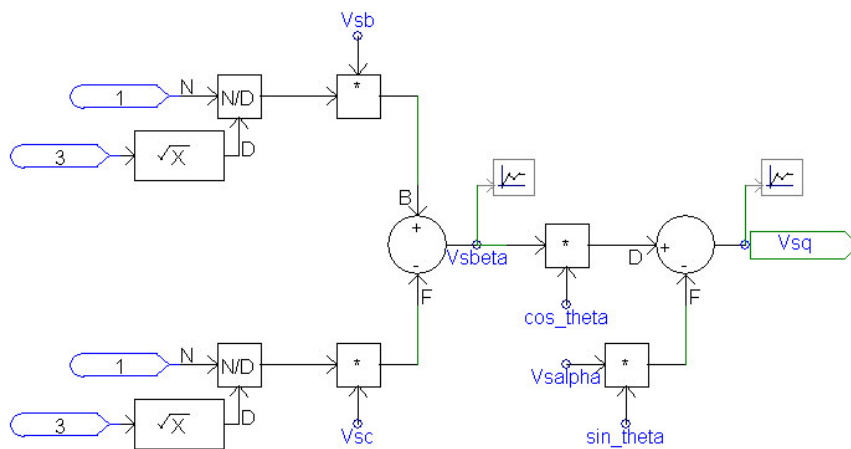 Vsb
1
N
N/D
*
3
√X
D
B
+
-
F
Vsbeta
*
cos_theta
D
+
-
F
Vsq
1
N
N/D
*
Vsalpha
*
3
√X
D
Vsc
sin_theta